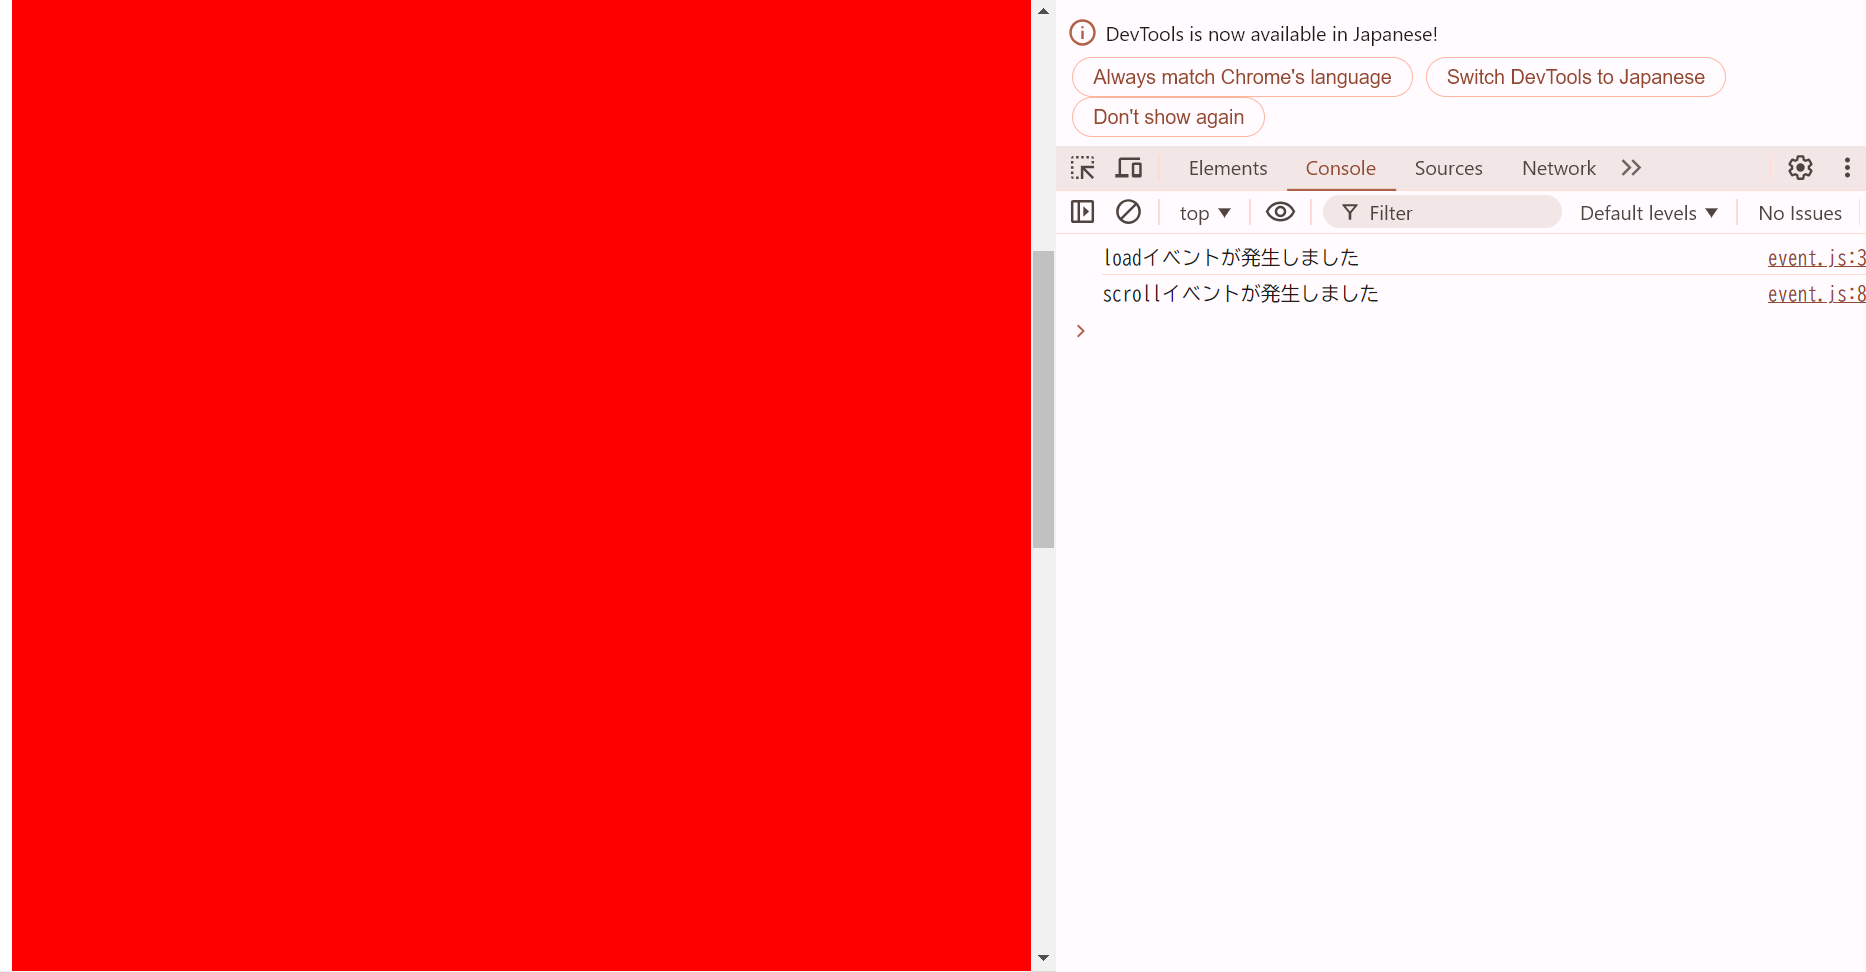 DevTools is now available in Japanese!
Always match Chrome's language
Switch DevTools to Japanese
Don't show again
Elements
Console
Sources
Network
top
Filter
Default levels
No Issues
loadイベントが発生しました event.js:3
scrollイベントが発生しました event.js:8